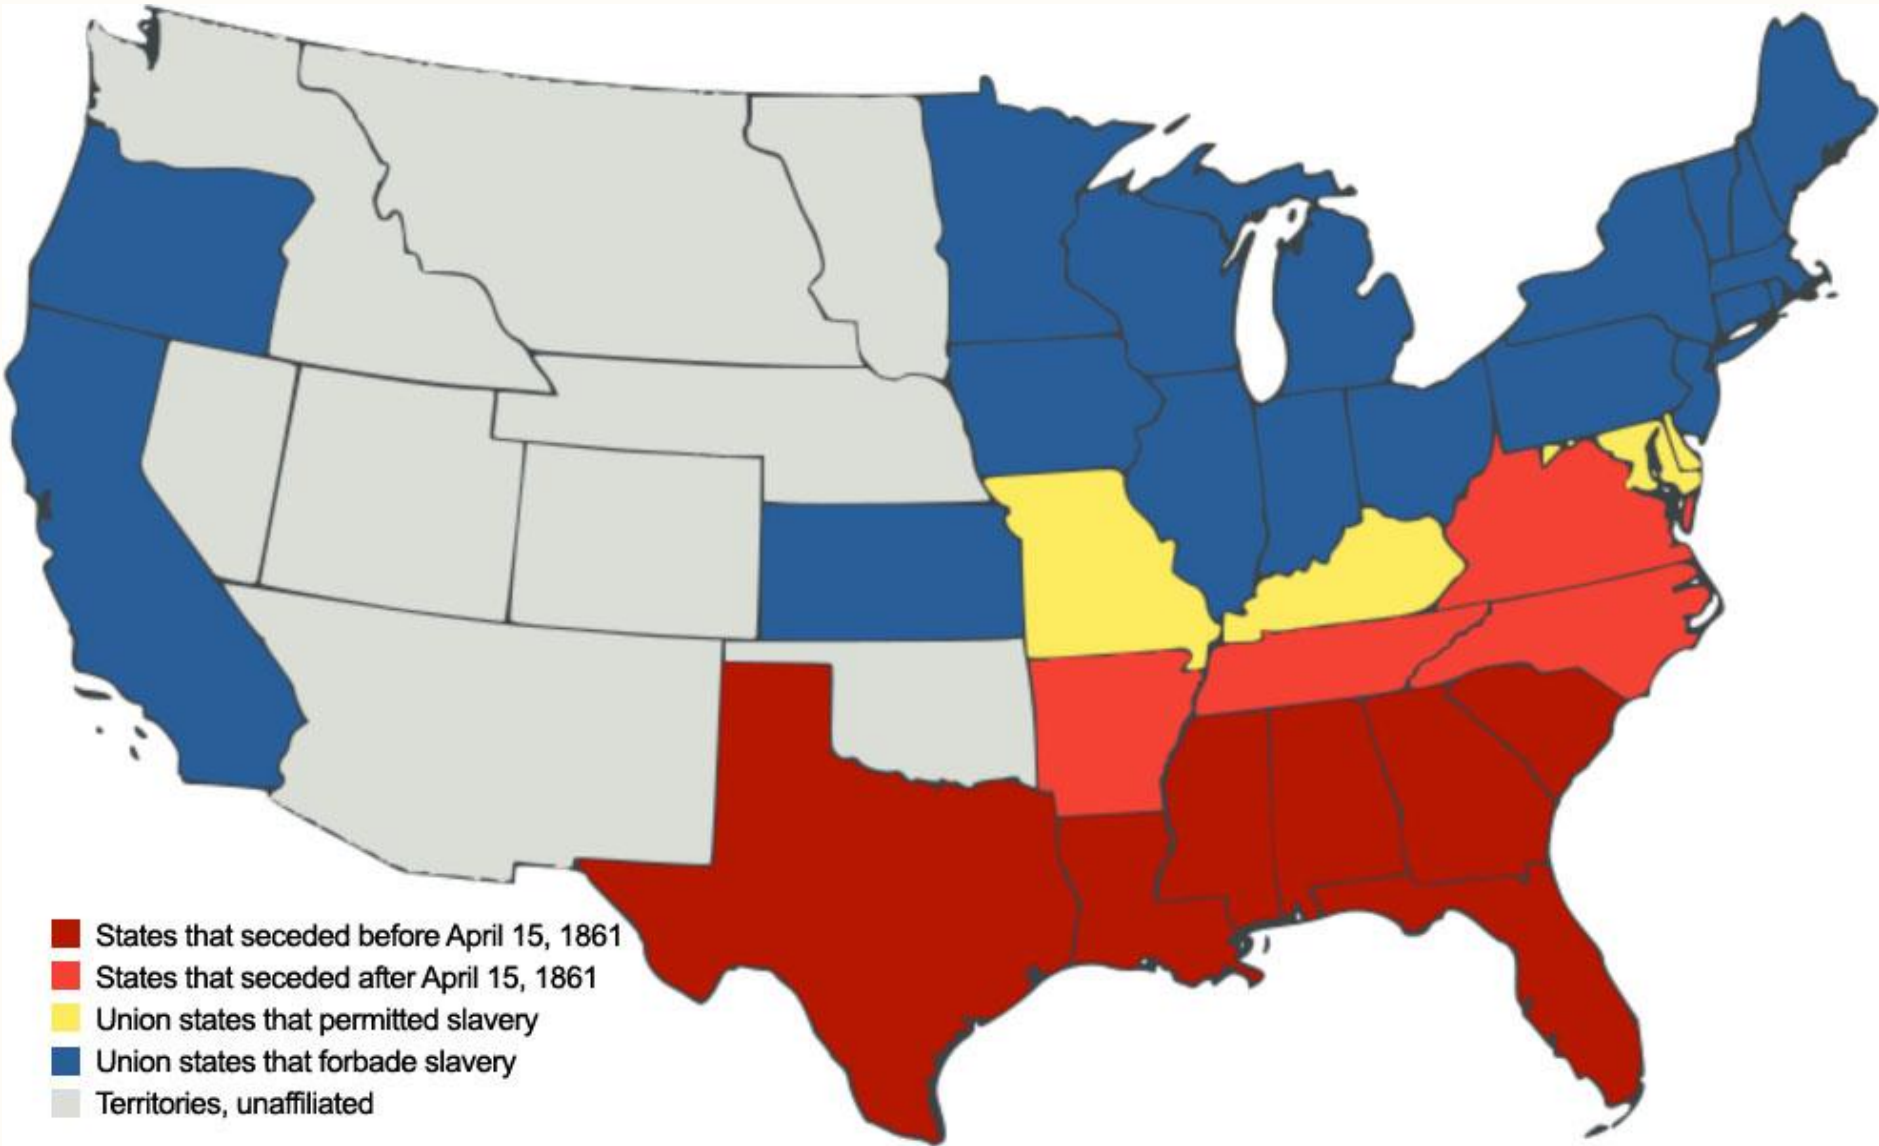 States that seceded before April 15, 1861
States that seceded after April 15, 1861
Union states that permitted slavery
Union states that forbade slavery
Territories, unaffiliated